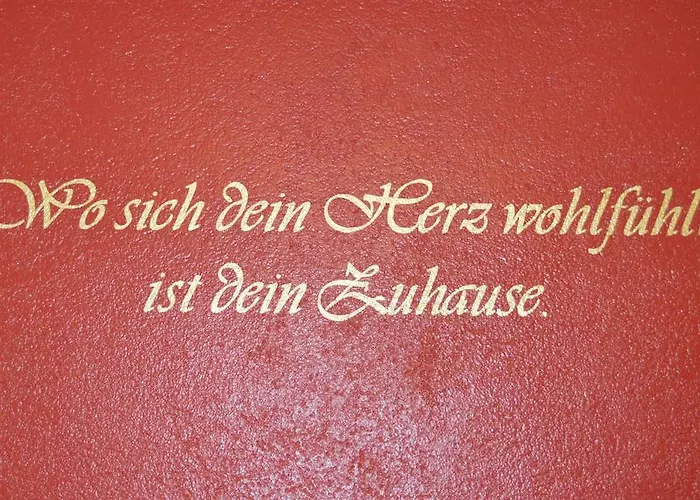 Wo sich dein Herz wohlfühl
ist dein Zuhause.